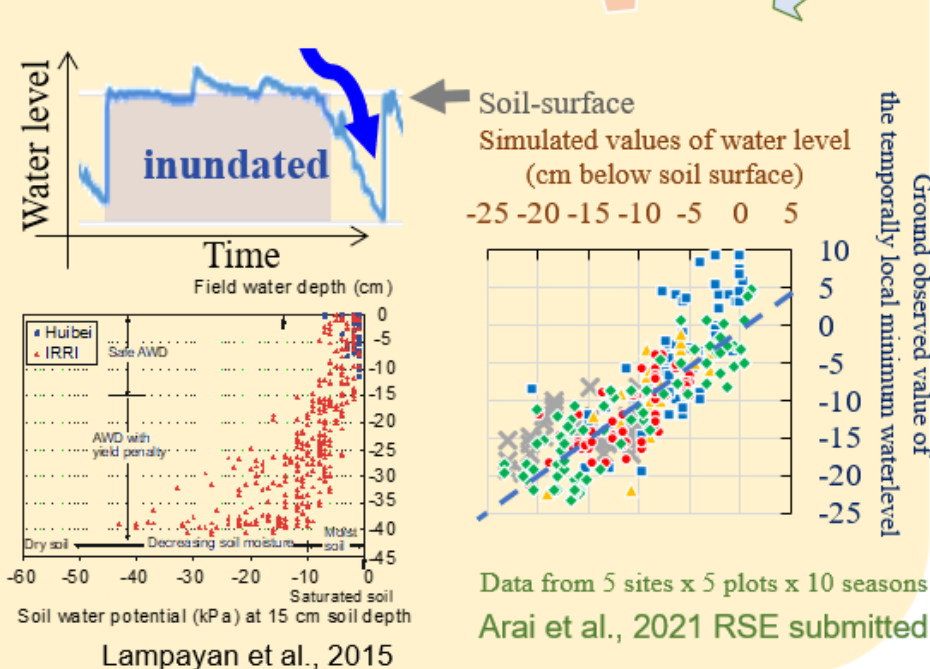 Water level
inundated
Time
Soil-surface
Simulated values of water level
(cm below soil surface)
-25 -20 -15 -10 -5 0 5
10
5
0
-5
-10
-15
-20
-25
Ground observed value of
the temporally local minimum waterlevel
Field water depth (cm)
Huibei
IRRI
Safe AWD
AWD with
yield penalty
0
-5
-10
-15
-20
-25
-30
-35
-40
-45
Dry soil
Decreasing soil moisture
Moist
soil
-60 -50 -40 -30 -20 -10 0
Saturated soil
Soil water potential (kPa) at 15 cm soil depth
Lampayan et al., 2015
Data from 5 sites x 5 plots x 10 seasons
Arai et al., 2021 RSE submitted